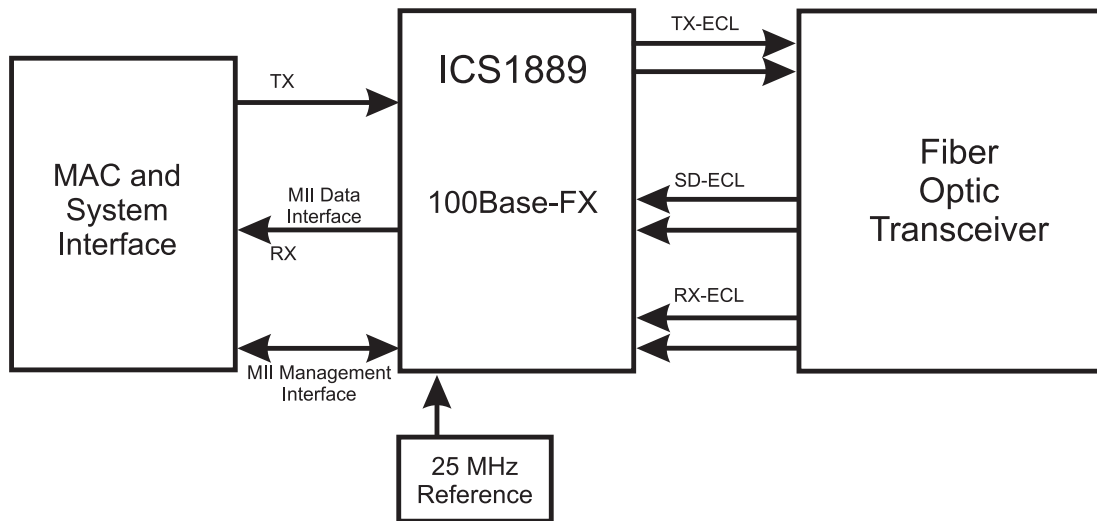 MAC and
System
Interface
TX
MII Data
Interface
RX
MII Management
Interface
ICS1889
100Base-FX
25 MHz
Reference
TX-ECL
SD-ECL
RX-ECL
Fiber
Optic
Transceiver